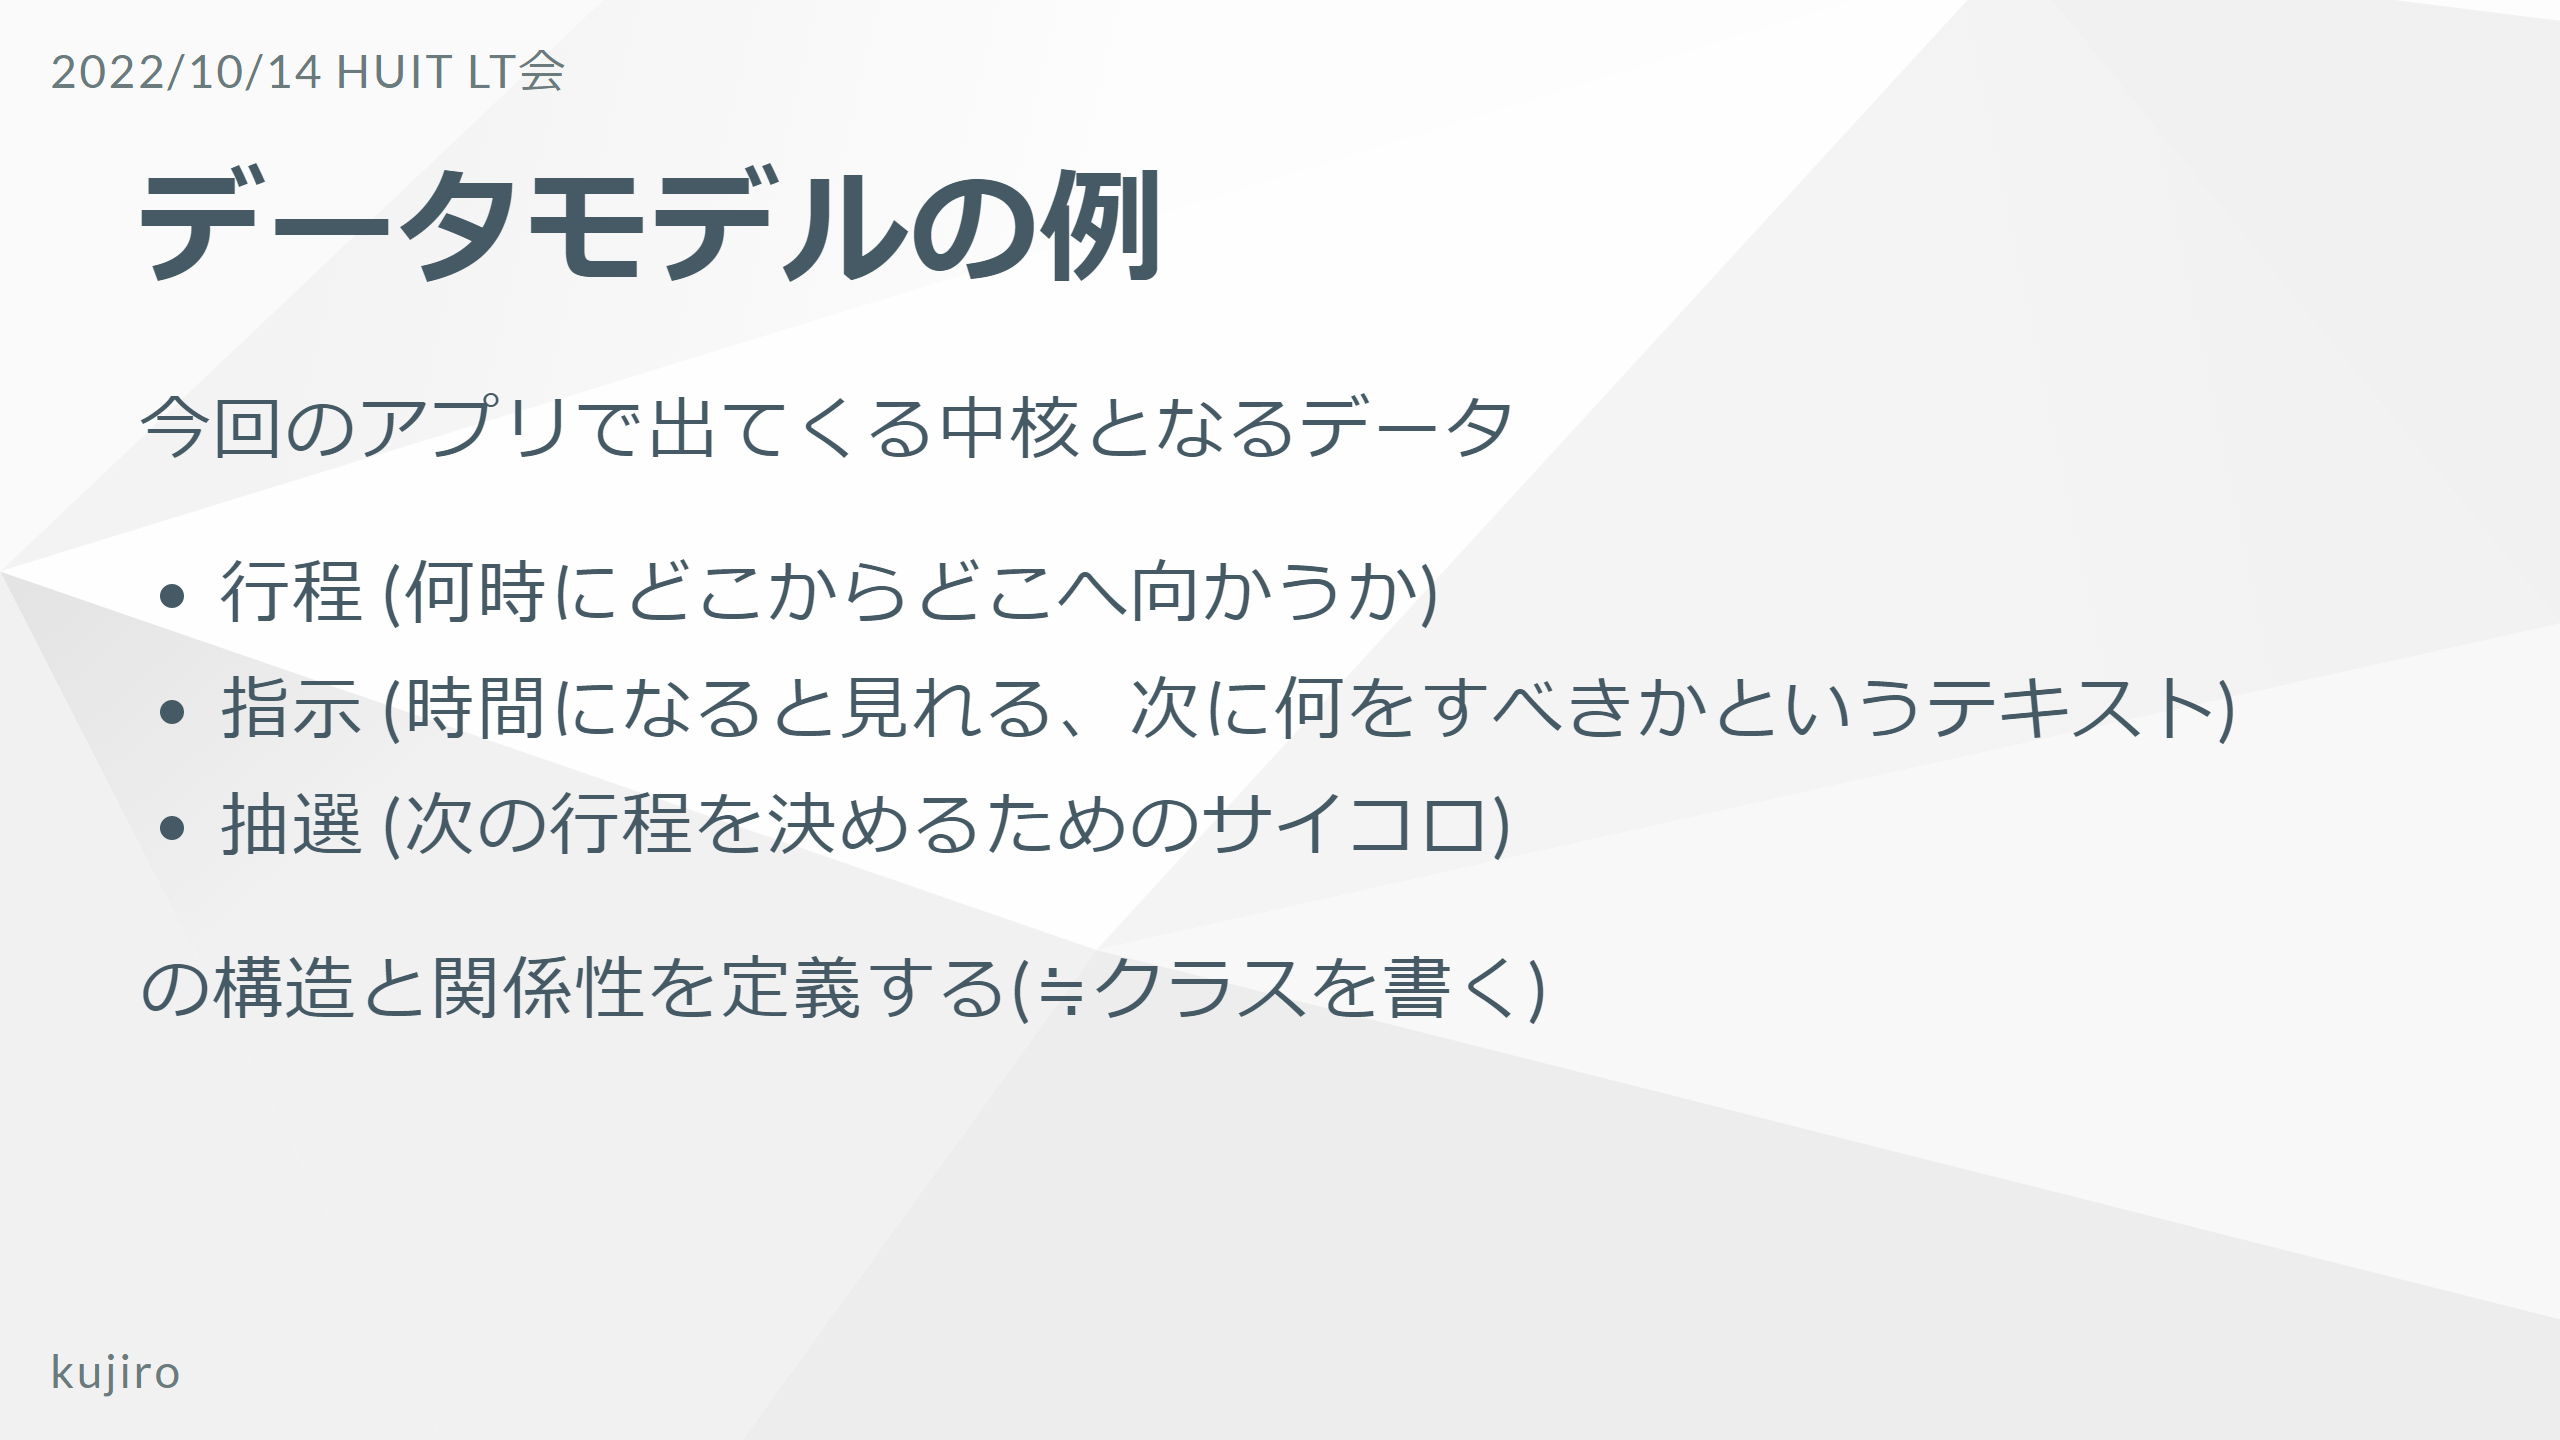 2022/10/14 HUIT LT会
データモデルの例
今回のアプリで出てくる中核となるデータ
• 行程 (何時にどこからどこへ向かうか)
• 指示 (時間になると見れる、次に何をすべきかというテキスト)
• 抽選 (次の行程を決めるためのサイコロ)
の構造と関係性を定義する(≒クラスを書く)
kujiro